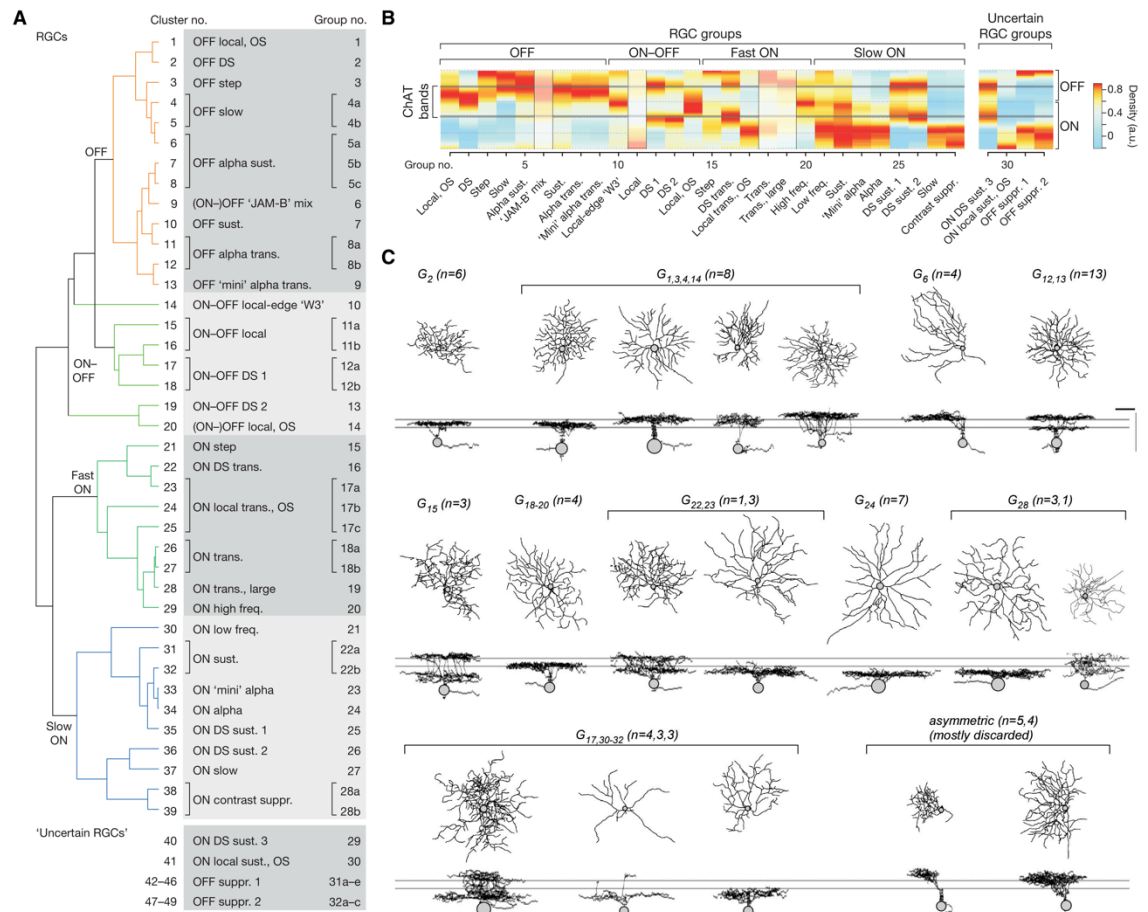 A
Cluster no. Group no.
RGCs
1 OFF local, OS 1
2 OFF DS 2
3 OFF step 3
4 OFF slow 4a
5 4b
6 5a
7 OFF alpha sust. 5b
8 5c
9 (ON–)OFF 'JAM-B' mix 6
10 OFF sust. 7
11 OFF alpha trans. 8a
12 8b
13 OFF 'mini' alpha trans. 9
14 ON–OFF local-edge 'W3' 10
15 ON–OFF local 11a
16 11b
17 ON–OFF DS 1 12a
18 12b
19 ON–OFF DS 2 13
20 (ON–)OFF local, OS 14
21 ON step 15
22 ON DS trans. 16
23 17a
24 ON local trans., OS 17b
25 17c
26 ON trans. 18a
27 18b
28 ON trans., large 19
29 ON high freq. 20
30 ON low freq. 21
31 ON sust. 22a
32 22b
33 ON 'mini' alpha 23
34 ON alpha 24
35 ON DS sust. 1 25
36 ON DS sust. 2 26
37 ON slow 27
38 ON contrast suppr. 28a
39 28b
OFF
ON–
OFF
Fast
ON
Slow
ON
'Uncertain RGCs'
40 ON DS sust. 3 29
41 ON local sust., OS 30
42–46 OFF suppr. 1 31a–e
47–49 OFF suppr. 2 32a–c
B
RGC groups
Uncertain
RGC groups
OFF ON–OFF Fast ON Slow ON
ChAT
bands
OFF
ON
0.8
0.4
0
Density (a.u.)
Group no. 5 10 15 20 25 30
Local, OS
DS
Step
Slow
Alpha sust.
'JAM-B' mix
Sust.
Alpha trans.
'Mini' alpha trans.
Local-edge 'W3'
Local
DS 1
DS 2
Local, OS
Step
DS trans.
Local trans., OS
Trans.
Trans., large
High freq.
Low freq.
Sust.
'Mini' alpha
Alpha
DS sust. 1
DS sust. 2
Slow
Contrast suppr.
ON DS sust. 3
ON local sust., OS
OFF suppr. 1
OFF suppr. 2
C
G2 (n=6) G1,3,4,14 (n=8) G6 (n=4) G12,13 (n=13)
G15 (n=3) G18-20 (n=4) G22,23 (n=1,3) G24 (n=7) G28 (n=3,1)
G17,30-32 (n=4,3,3)
asymmetric (n=5,4)
(mostly discarded)